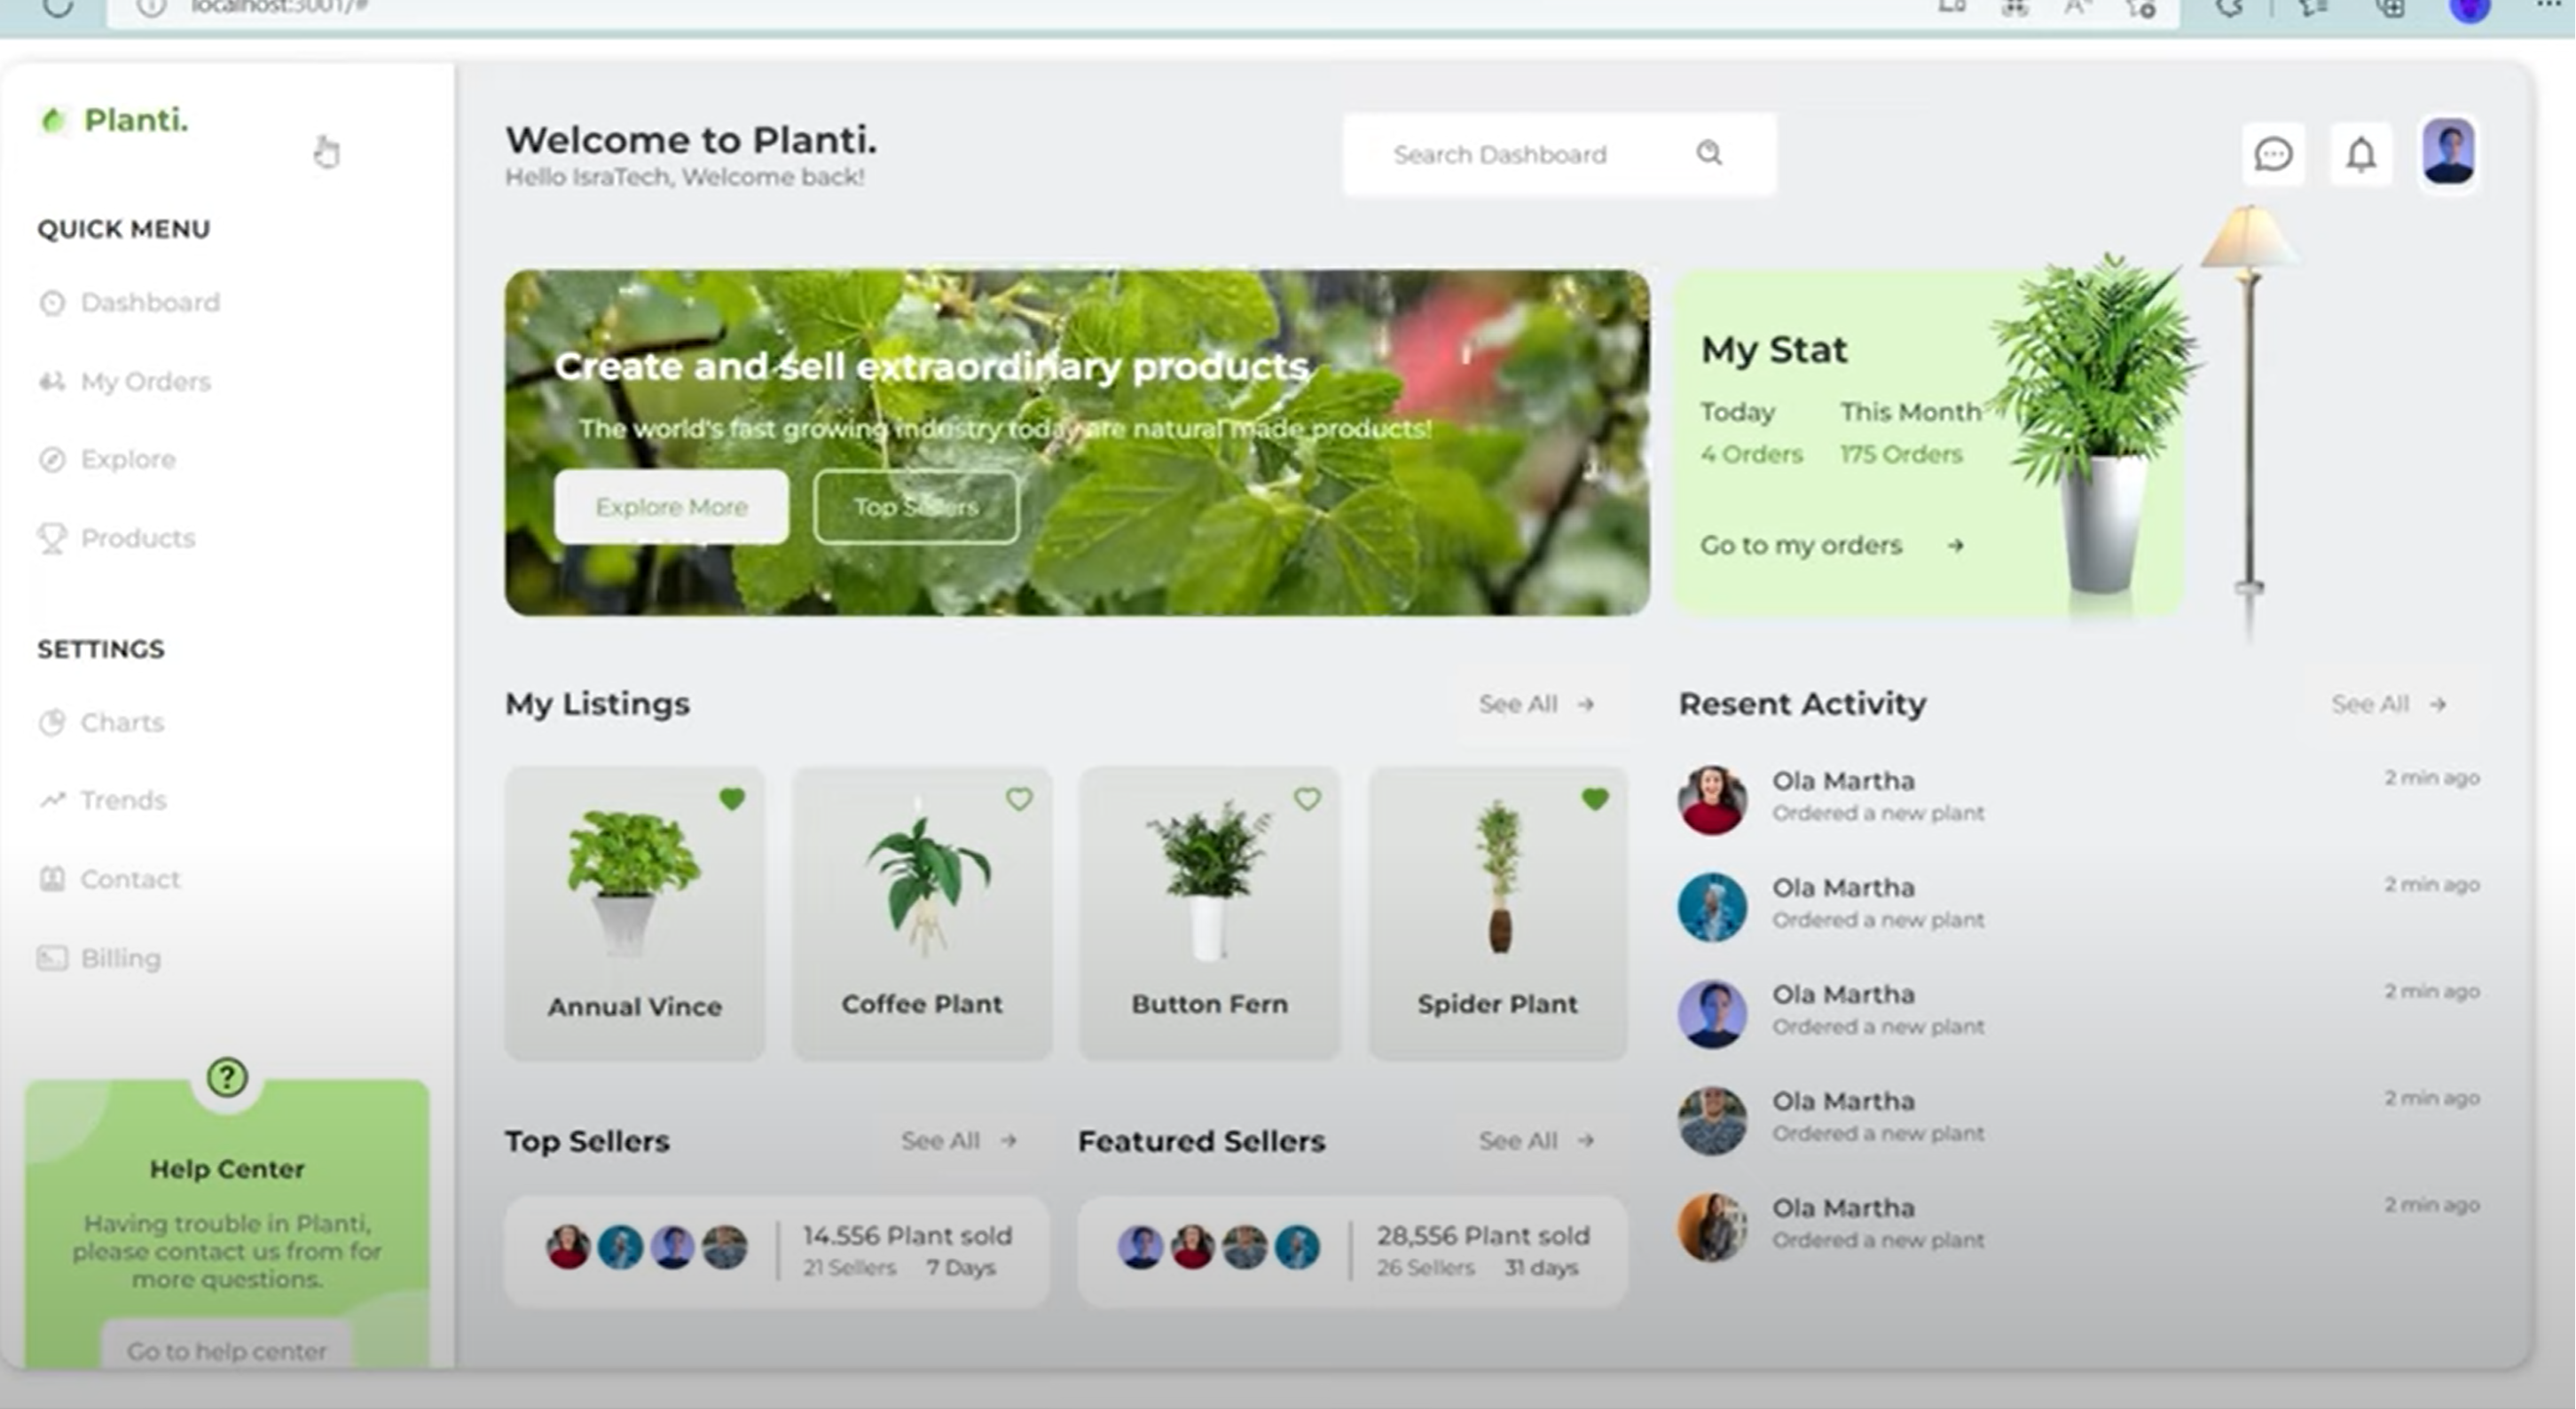 localhost:3001/#
Planti.
QUICK MENU
Dashboard
My Orders
Explore
Products
SETTINGS
Charts
Trends
Contact
Billing
?
Help Center
Having trouble in Planti,
please contact us from for
more questions.
Go to help center
Welcome to Planti.
Hello IsraTech, Welcome back!
Search Dashboard
Create and sell extraordinary products
The world's fast growing industry today are natural made products!
Explore More
Top Sellers
My Stat
Today This Month
4 Orders 175 Orders
Go to my orders →
My Listings See All →
Annual Vince
Coffee Plant
Button Fern
Spider Plant
Top Sellers See All →
14.556 Plant sold
21 Sellers 7 Days
Featured Sellers See All →
28,556 Plant sold
26 Sellers 31 days
Resent Activity See All →
Ola Martha 2 min ago
Ordered a new plant
Ola Martha 2 min ago
Ordered a new plant
Ola Martha 2 min ago
Ordered a new plant
Ola Martha 2 min ago
Ordered a new plant
Ola Martha 2 min ago
Ordered a new plant